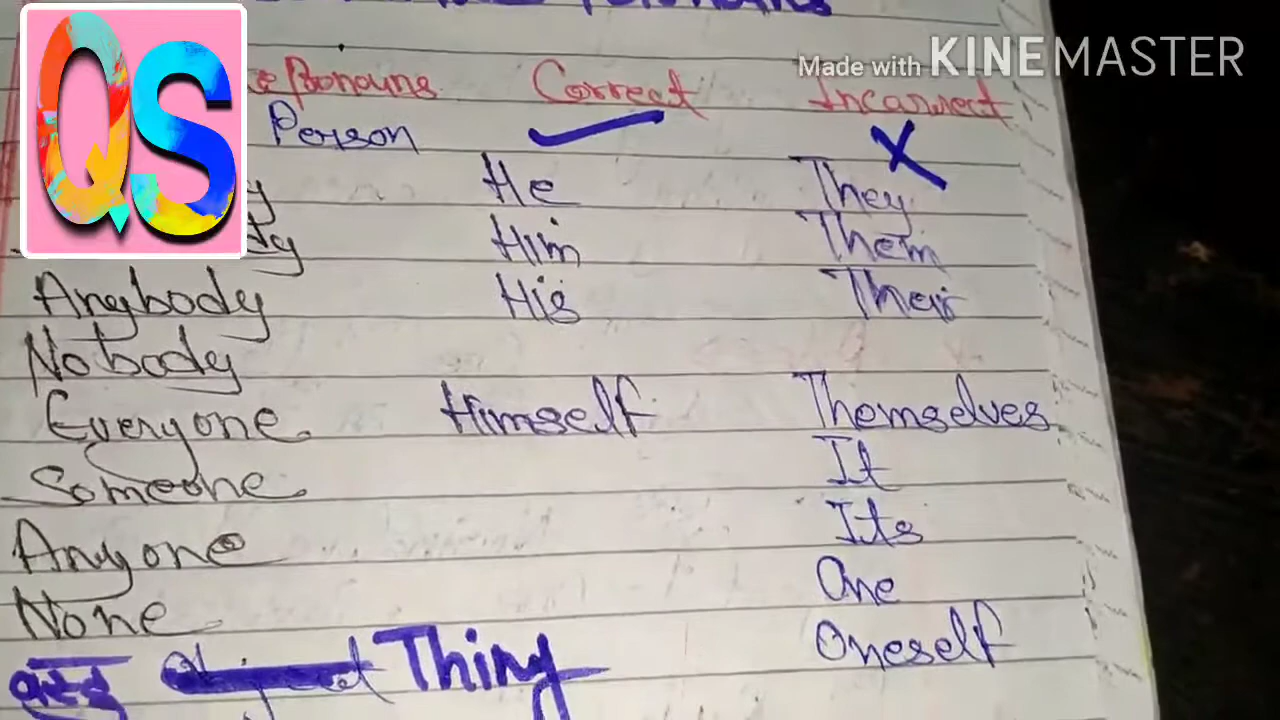 Made with KINEMASTER
QS
Pronouns Correct Incorrect
Person
He They
Him Them
Anybody His Their
Nobody
Everyone Himself Themselves
Someone It
Anyone Its
None One
वस्तु Thing Oneself